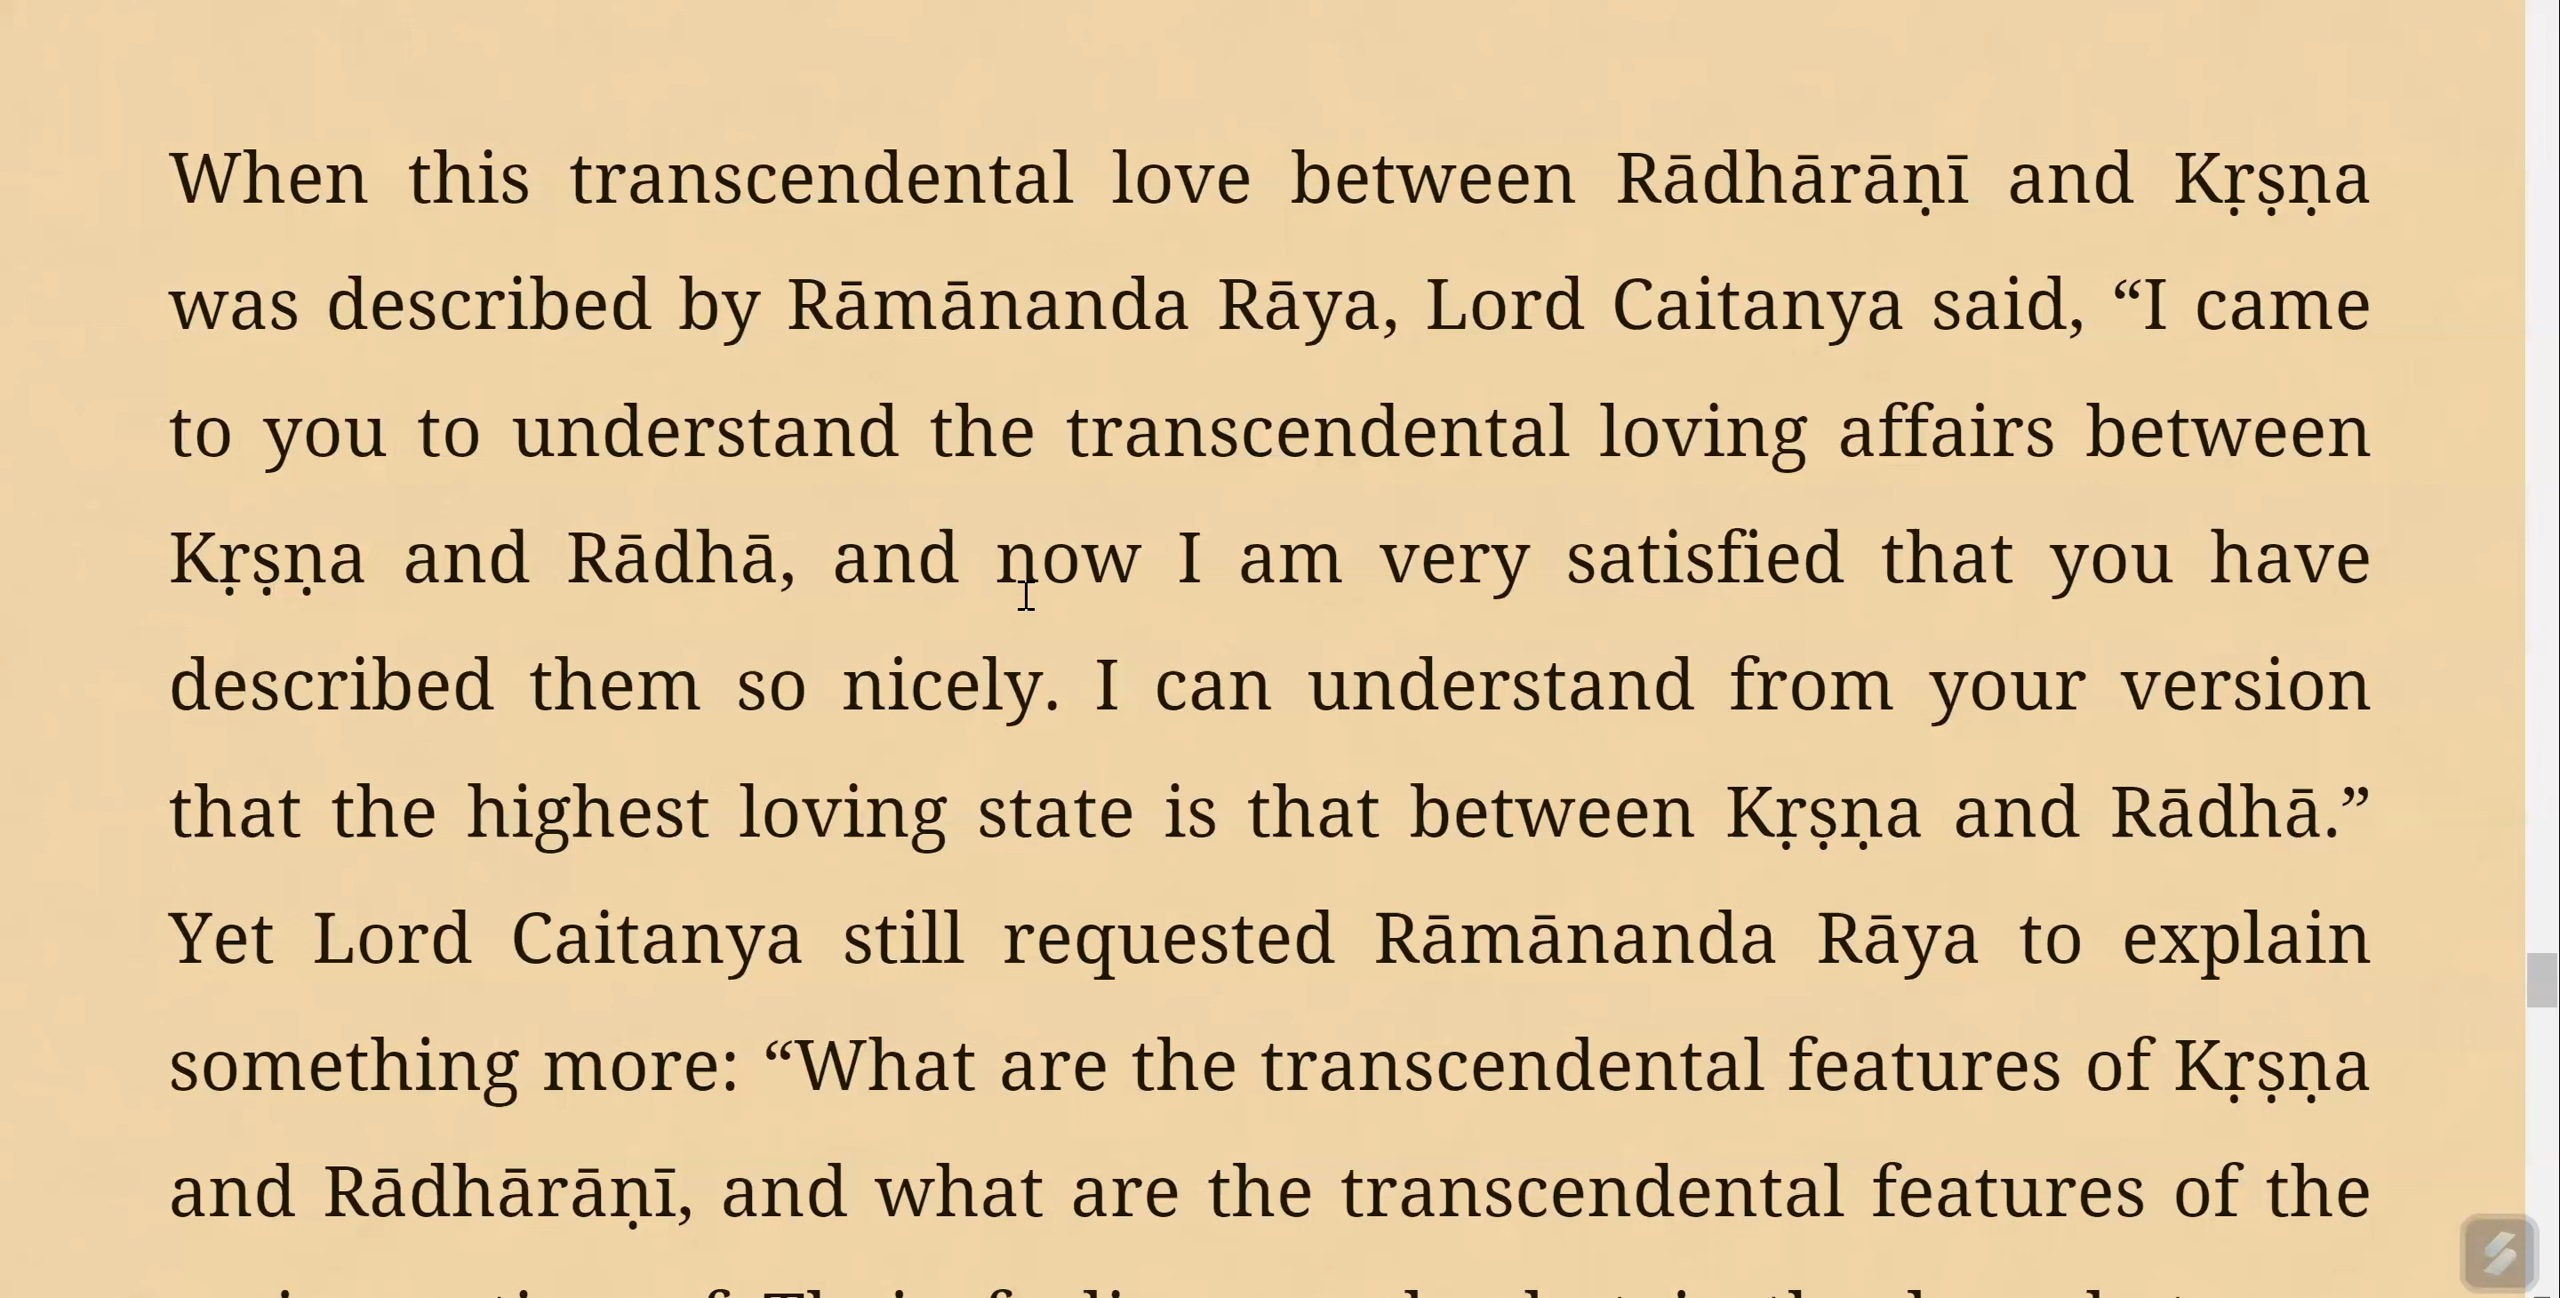 When this transcendental love between Rādhārāṇī and Kṛṣṇa
was described by Rāmānanda Rāya, Lord Caitanya said, “I came
to you to understand the transcendental loving affairs between
Kṛṣṇa and Rādhā, and now I am very satisfied that you have
described them so nicely. I can understand from your version
that the highest loving state is that between Kṛṣṇa and Rādhā.”
Yet Lord Caitanya still requested Rāmānanda Rāya to explain
something more: “What are the transcendental features of Kṛṣṇa
and Rādhārāṇī, and what are the transcendental features of the